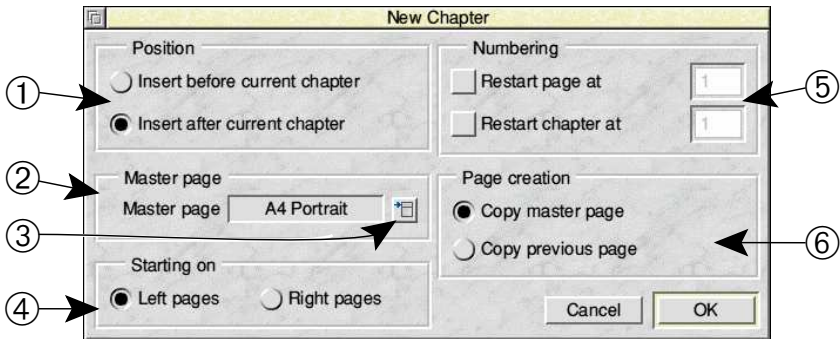 New Chapter
Position
① Insert before current chapter
Insert after current chapter
② Master page
Master page A4 Portrait
③
Starting on
④ Left pages Right pages
Numbering
Restart page at 1
⑤
Restart chapter at 1
Page creation
Copy master page
Copy previous page
⑥
Cancel OK